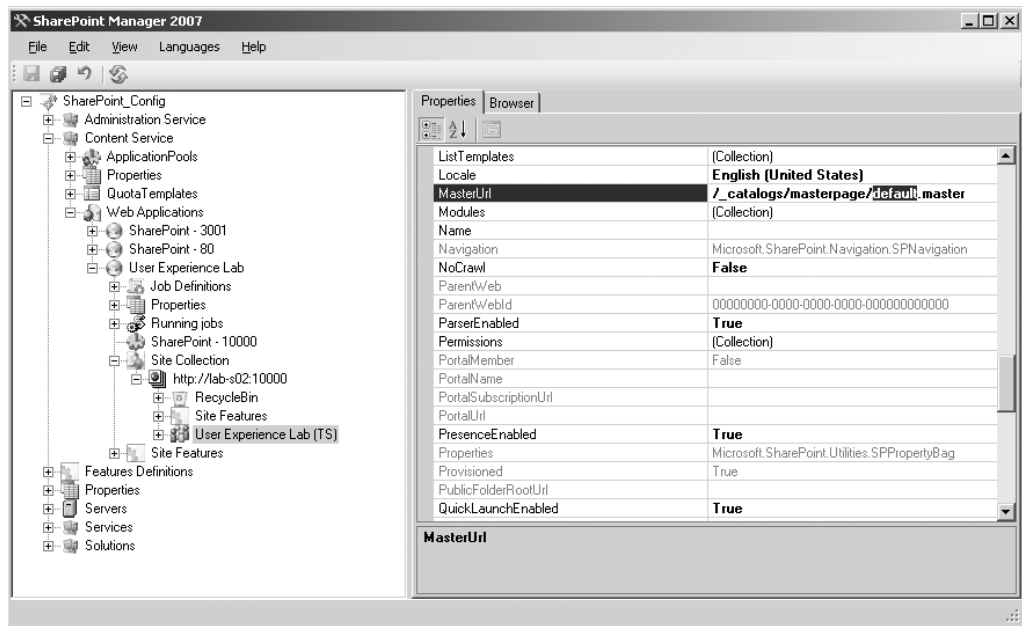 SharePoint Manager 2007
File Edit View Languages Help
SharePoint_Config
Administration Service
Content Service
ApplicationPools
Properties
QuotaTemplates
Web Applications
SharePoint - 3001
SharePoint - 80
User Experience Lab
Job Definitions
Properties
Running jobs
SharePoint - 10000
Site Collection
http://lab-s02:10000
RecycleBin
Site Features
User Experience Lab (TS)
Site Features
Features Definitions
Properties
Servers
Services
Solutions
Properties Browser
ListTemplates (Collection)
Locale English (United States)
MasterUrl /_catalogs/masterpage/default.master
Modules (Collection)
Name
Navigation Microsoft.SharePoint.Navigation.SPNavigation
NoCrawl False
ParentWeb
ParentWebId 00000000-0000-0000-0000-000000000000
ParserEnabled True
Permissions (Collection)
PortalMember False
PortalName
PortalSubscriptionUrl
PortalUrl
PresenceEnabled True
Properties Microsoft.SharePoint.Utilities.SPPropertyBag
Provisioned True
PublicFolderRootUrl
QuickLaunchEnabled True
MasterUrl